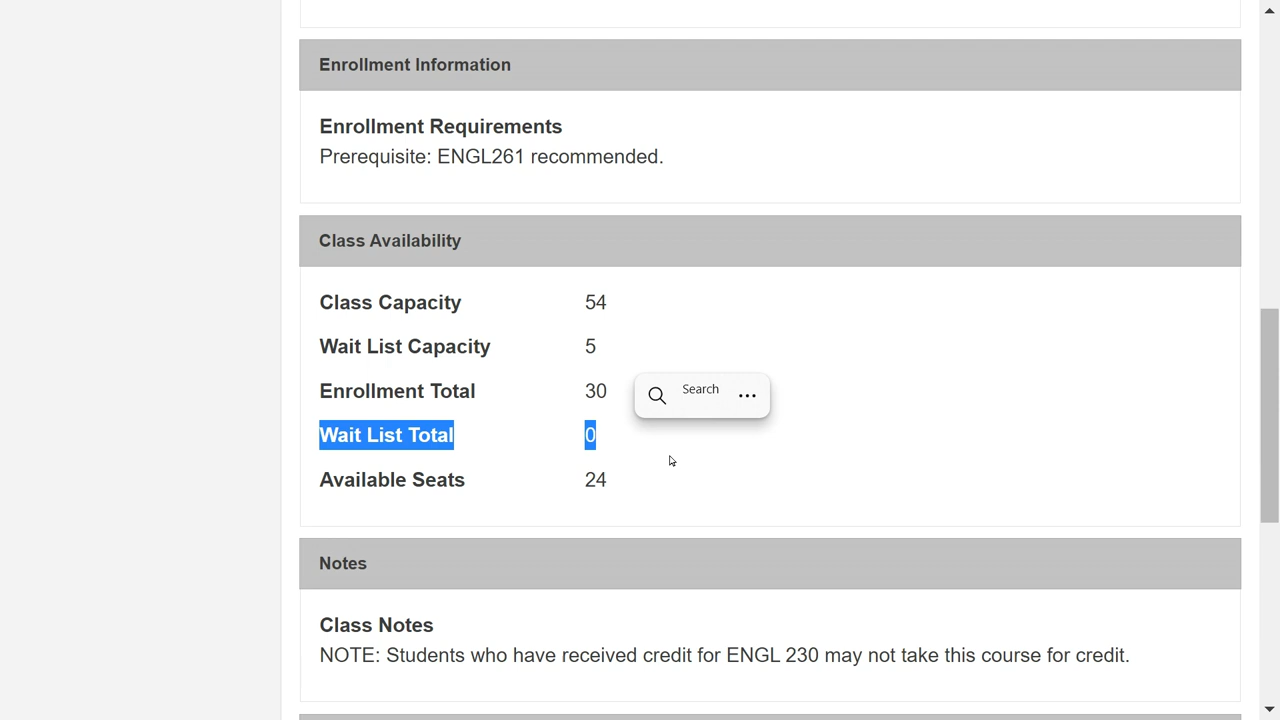 Enrollment Information
Enrollment Requirements
Prerequisite: ENGL261 recommended.
Class Availability
Class Capacity 54
Wait List Capacity 5
Enrollment Total 30
Search
Wait List Total 0
Available Seats 24
Notes
Class Notes
NOTE: Students who have received credit for ENGL 230 may not take this course for credit.